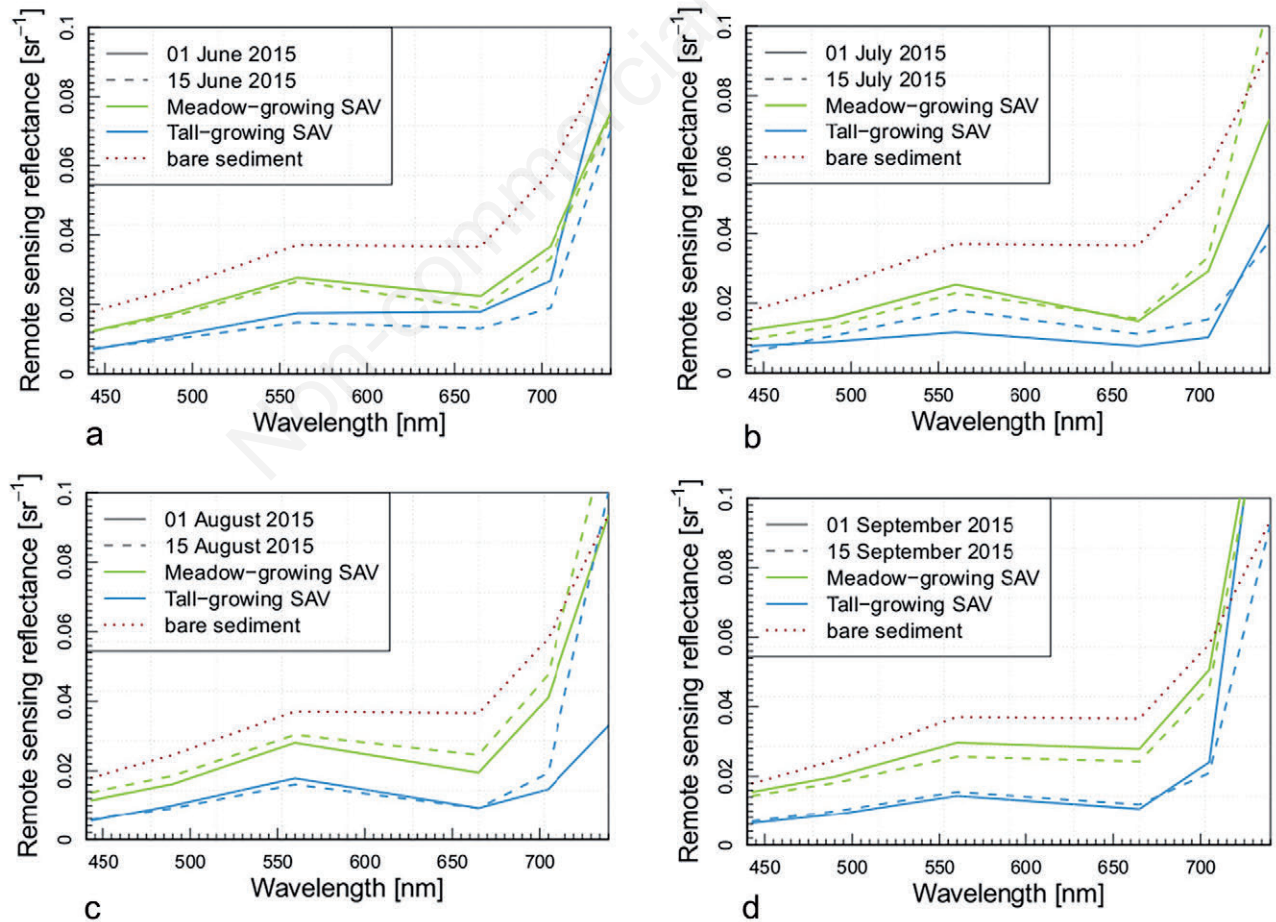 Non-commercial
0.1
0.08
0.06
0.04
0.02
0
Remote sensing reflectance [sr⁻¹]
01 June 2015
15 June 2015
Meadow−growing SAV
Tall−growing SAV
bare sediment
450 500 550 600 650 700
Wavelength [nm]
a
0.1
0.08
0.06
0.04
0.02
0
Remote sensing reflectance [sr⁻¹]
01 July 2015
15 July 2015
Meadow−growing SAV
Tall−growing SAV
bare sediment
450 500 550 600 650 700
Wavelength [nm]
b
0.1
0.08
0.06
0.04
0.02
0
Remote sensing reflectance [sr⁻¹]
01 August 2015
15 August 2015
Meadow−growing SAV
Tall−growing SAV
bare sediment
450 500 550 600 650 700
Wavelength [nm]
c
0.1
0.08
0.06
0.04
0.02
0
Remote sensing reflectance [sr⁻¹]
01 September 2015
15 September 2015
Meadow−growing SAV
Tall−growing SAV
bare sediment
450 500 550 600 650 700
Wavelength [nm]
d